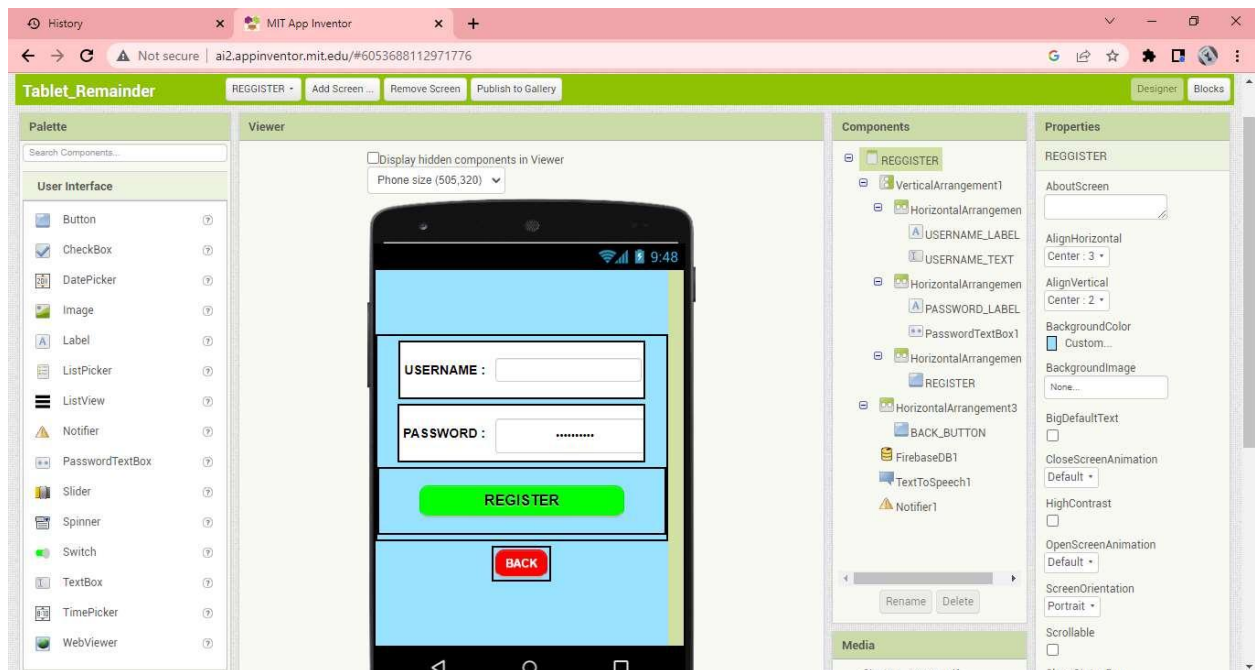 History
MIT App Inventor
Not secure | ai2.appinventor.mit.edu/#6053688112971776
Tablet_Remainder
REGGISTER
Add Screen ...
Remove Screen
Publish to Gallery
Designer
Blocks
Palette
Search Components...
User Interface
Button
CheckBox
DatePicker
Image
Label
ListPicker
ListView
Notifier
PasswordTextBox
Slider
Spinner
Switch
TextBox
TimePicker
WebViewer
Viewer
Display hidden components in Viewer
Phone size (505,320)
9:48
USERNAME :
PASSWORD :
REGISTER
BACK
Components
REGGISTER
VerticalArrangement1
HorizontalArrangemen
USERNAME_LABEL
USERNAME_TEXT
HorizontalArrangemen
PASSWORD_LABEL
PasswordTextBox1
HorizontalArrangemen
REGISTER
HorizontalArrangement3
BACK_BUTTON
FirebaseDB1
TextToSpeech1
Notifier1
Rename
Delete
Media
Properties
REGGISTER
AboutScreen
AlignHorizontal
Center : 3
AlignVertical
Center : 2
BackgroundColor
Custom...
BackgroundImage
None...
BigDefaultText
CloseScreenAnimation
Default
HighContrast
OpenScreenAnimation
Default
ScreenOrientation
Portrait
Scrollable